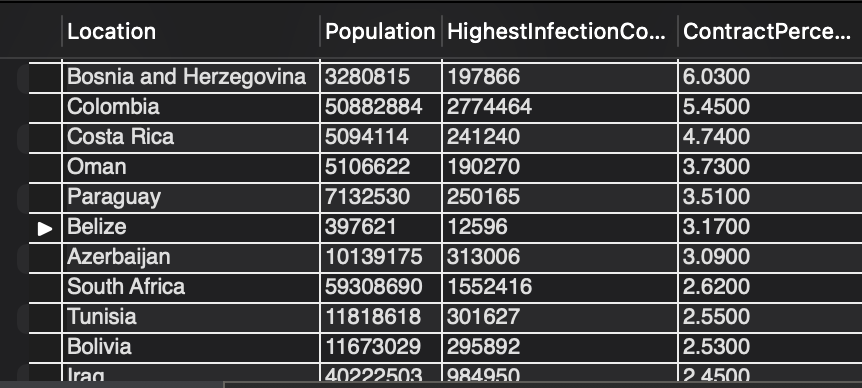 Location Population HighestInfectionCo... ContractPerce...
Bosnia and Herzegovina 3280815 197866 6.0300
Colombia 50882884 2774464 5.4500
Costa Rica 5094114 241240 4.7400
Oman 5106622 190270 3.7300
Paraguay 7132530 250165 3.5100
Belize 397621 12596 3.1700
Azerbaijan 10139175 313006 3.0900
South Africa 59308690 1552416 2.6200
Tunisia 11818618 301627 2.5500
Bolivia 11673029 295892 2.5300
Iraq 40222503 984950 2.4500